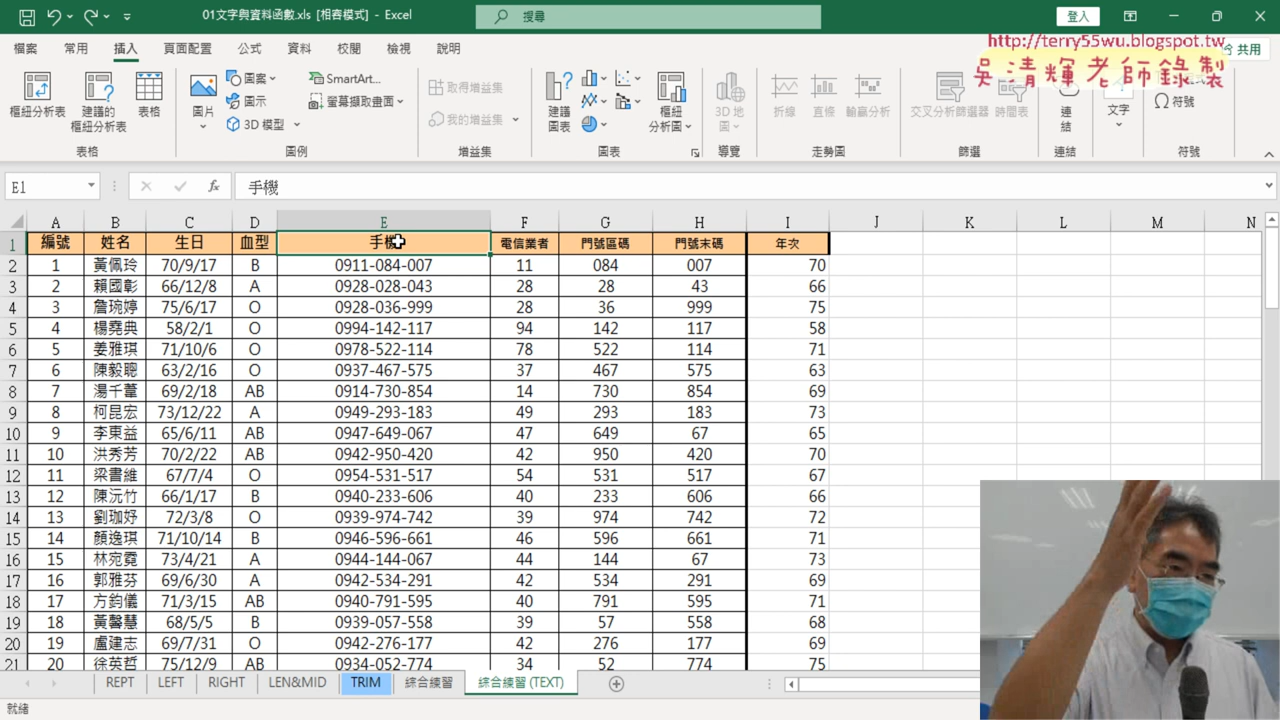 01文字與資料函數.xls [相容模式] - Excel
搜尋
登入
http://terry55wu.blogspot.tw
吳清輝老師錄製
檔案 常用 插入 頁面配置 公式 資料 校閱 檢視 說明
共用
樞紐分析表
建議的
樞紐分析表
表格
圖片
圖案
圖示
3D 模型
SmartArt...
螢幕擷取畫面
取得增益集
我的增益集
建議
圖表
樞紐
分析圖
3D 地
圖
折線
直條
輸贏分析
交叉分析篩選器
時間表
連
結
文字
符號
表格 圖例 增益集 圖表 導覽 走勢圖 篩選 連結 符號
E1
fx
手機
A B C D E F G H I J K L M N
1 編號 姓名 生日 血型 手機 電信業者 門號區碼 門號末碼 年次
2 1 黃佩玲 70/9/17 B 0911-084-007 11 084 007 70
3 2 賴國彰 66/12/8 A 0928-028-043 28 28 43 66
4 3 詹琬婷 75/6/17 O 0928-036-999 28 36 999 75
5 4 楊堯典 58/2/1 O 0994-142-117 94 142 117 58
6 5 姜雅琪 71/10/6 O 0978-522-114 78 522 114 71
7 6 陳毅聰 63/2/16 O 0937-467-575 37 467 575 63
8 7 湯千葦 69/2/18 AB 0914-730-854 14 730 854 69
9 8 柯昆宏 73/12/22 A 0949-293-183 49 293 183 73
10 9 李東益 65/6/11 AB 0947-649-067 47 649 67 65
11 10 洪秀芳 70/2/22 AB 0942-950-420 42 950 420 70
12 11 梁書維 67/7/4 O 0954-531-517 54 531 517 67
13 12 陳沅竹 66/1/17 B 0940-233-606 40 233 606 66
14 13 劉珈妤 72/3/8 O 0939-974-742 39 974 742 72
15 14 顏逸琪 71/10/14 B 0946-596-661 46 596 661 71
16 15 林宛霓 73/4/21 A 0944-144-067 44 144 67 73
17 16 郭雅芬 69/6/30 A 0942-534-291 42 534 291 69
18 17 方鈞儀 71/3/15 AB 0940-791-595 40 791 595 71
19 18 黃馨慧 68/5/5 B 0939-057-558 39 57 558 68
20 19 盧建志 69/7/31 O 0942-276-177 42 276 177 69
21 20 徐英哲 75/12/9 AB 0934-052-774 34 52 774 75
REPT LEFT RIGHT LEN&MID TRIM 綜合練習 綜合練習 (TEXT)
就緒